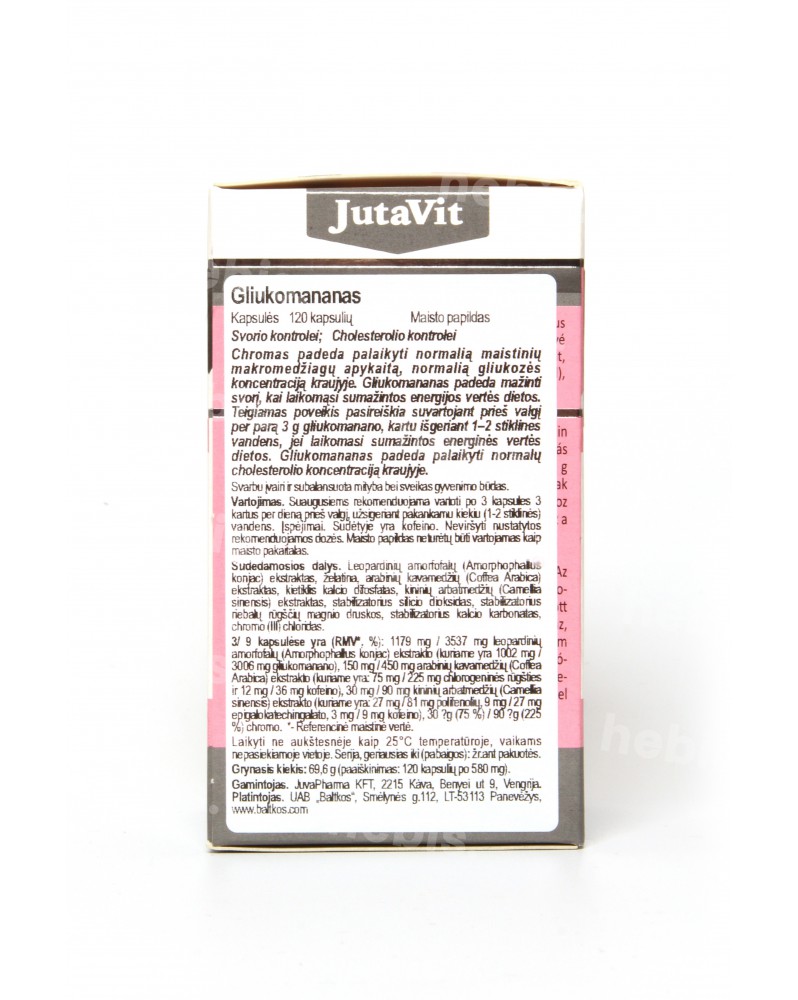 JutaVit
Gliukomananas
Kapsulės 120 kapsulių Maisto papildas
Svorio kontrolei; Cholesterolio kontrolei
Chromas padeda palaikyti normalią maistinių
makromedžiagų apykaitą, normalią gliukozės
koncentraciją kraujyje. Gliukomananas padeda mažinti
svorį, kai laikomąsi sumažintos energijos vertės dietos.
Teigiamas poveikis pasireiškia suvartojant prieš valgį
per parą 3 g gliukomanano, kartu išgeriant 1–2 stiklines
vandens, jei laikomasi sumažintos energinės vertės
dietos. Gliukomananas padeda palaikyti normalų
cholesterolio koncentraciją kraujyje.
Svarbu įvairi ir subalansuota mityba bei sveikas gyvenimo būdas.
Vartojimas. Suaugusiems rekomenduojama vartoti po 3 kapsules 3
kartus per dieną prieš valgį, užsigeriant pakankamu kiekiu (1-2 stiklinės)
vandens. Įspėjimai. Sudėtyje yra kofeino. Neviršyti nustatytos
rekomenduojamos dozės. Maisto papildas neturėtų būti vartojamas kaip
maisto pakaitalas.
Sudedamosios dalys. Leopardinių amorfofalų (Amorphophallus
konjac) ekstraktas, želatina, arabinių kavamedžių (Coffea Arabica)
ekstraktas, kietiklis kalcio difosfatas, kininių arbatmedžių (Camellia
sinensis) ekstraktas, stabilizatorius silicio dioksidas, stabilizatorius
riebalų rūgščių magnio druskos, stabilizatorius kalcio karbonatas,
chromo (III) chloridas.
3/ 9 kapsulėse yra (RMV*, %): 1179 mg / 3537 mg leopardinių
amorfofalų (Amorphophallus konjac) ekstrakto (kuriame yra 1002 mg /
3006 mg gliukomanano), 150 mg / 450 mg arabinių kavamedžių (Coffea
Arabica) ekstrakto (kuriame yra: 75 mg / 225 mg chlorogeninės rūgšties
ir 12 mg / 36 mg kofeino), 30 mg / 90 mg kininių arbatmedžių (Camellia
sinensis) ekstrakto (kuriame yra: 27 mg / 81 mg polifenolių, 9 mg / 27 mg
epigalokatechingalato, 3 mg / 9 mg kofeino), 30 ?g (75 %) / 90 ?g (225
%) chromo. *- Referencinė maistinė vertė.
Laikyti ne aukštesnėje kaip 25°C temperatūroje, vaikams
nepasiekiamoje vietoje. Serija, geriausias iki (pabaigos): žr.ant pakuotės.
Grynasis kiekis: 69,6 g (paaiškinimas: 120 kapsulių po 580 mg).
Gamintojas. JuvaPharma KFT, 2215 Káva, Benyei ut 9, Vengrija.
Platintojas. UAB „Baltkos", Smėlynės g.112, LT-53113 Panevėžys,
www.baltkos.com
hebis